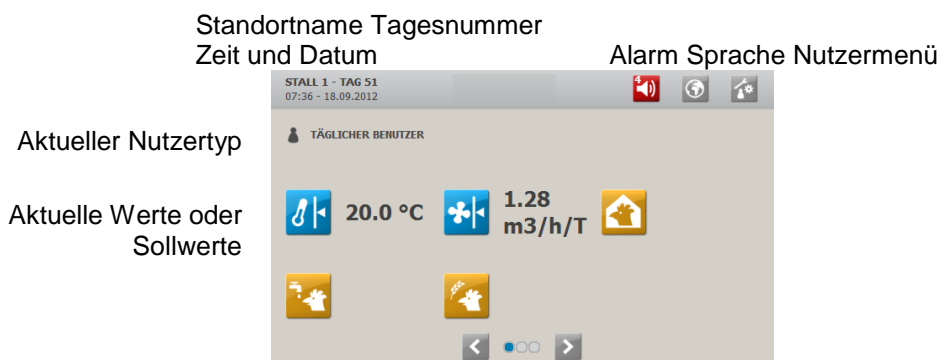 Standortname Tagesnummer
Zeit und Datum
Alarm Sprache Nutzermenü
STALL 1 - TAG 51
07:36 - 18.09.2012
4
Aktueller Nutzertyp
TÄGLICHER BENUTZER
Aktuelle Werte oder
Sollwerte
20.0 °C
1.28
m3/h/T